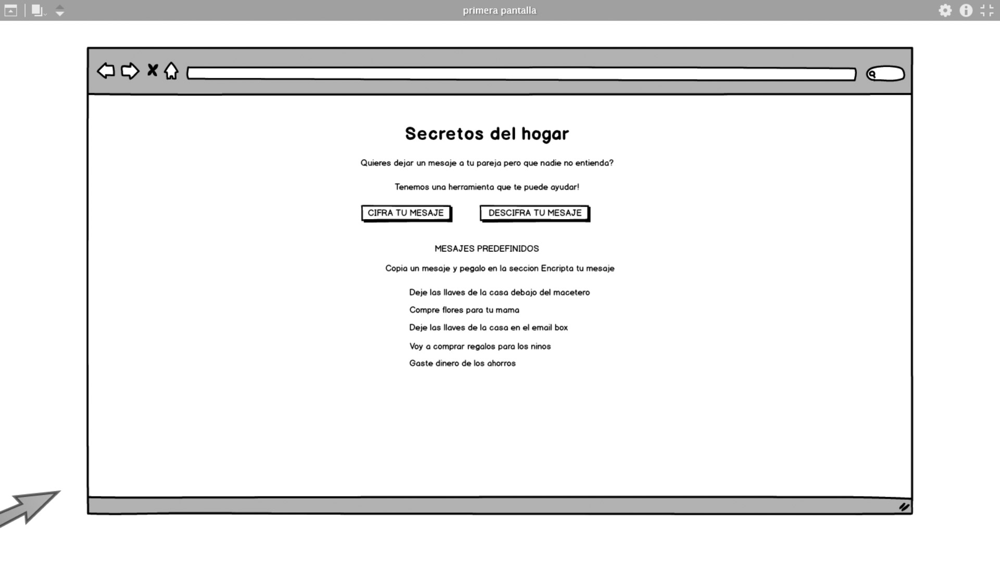 primera pantalla
Secretos del hogar
Quieres dejar un mesaje a tu pareja pero que nadie no entienda?
Tenemos una herramienta que te puede ayudar!
CIFRA TU MESAJE
DESCIFRA TU MESAJE
MESAJES PREDEFINIDOS
Copia un mesaje y pegalo en la seccion Encripta tu mesaje
Deje las llaves de la casa debajo del macetero
Compre flores para tu mama
Deje las llaves de la casa en el email box
Voy a comprar regalos para los ninos
Gaste dinero de los ahorros